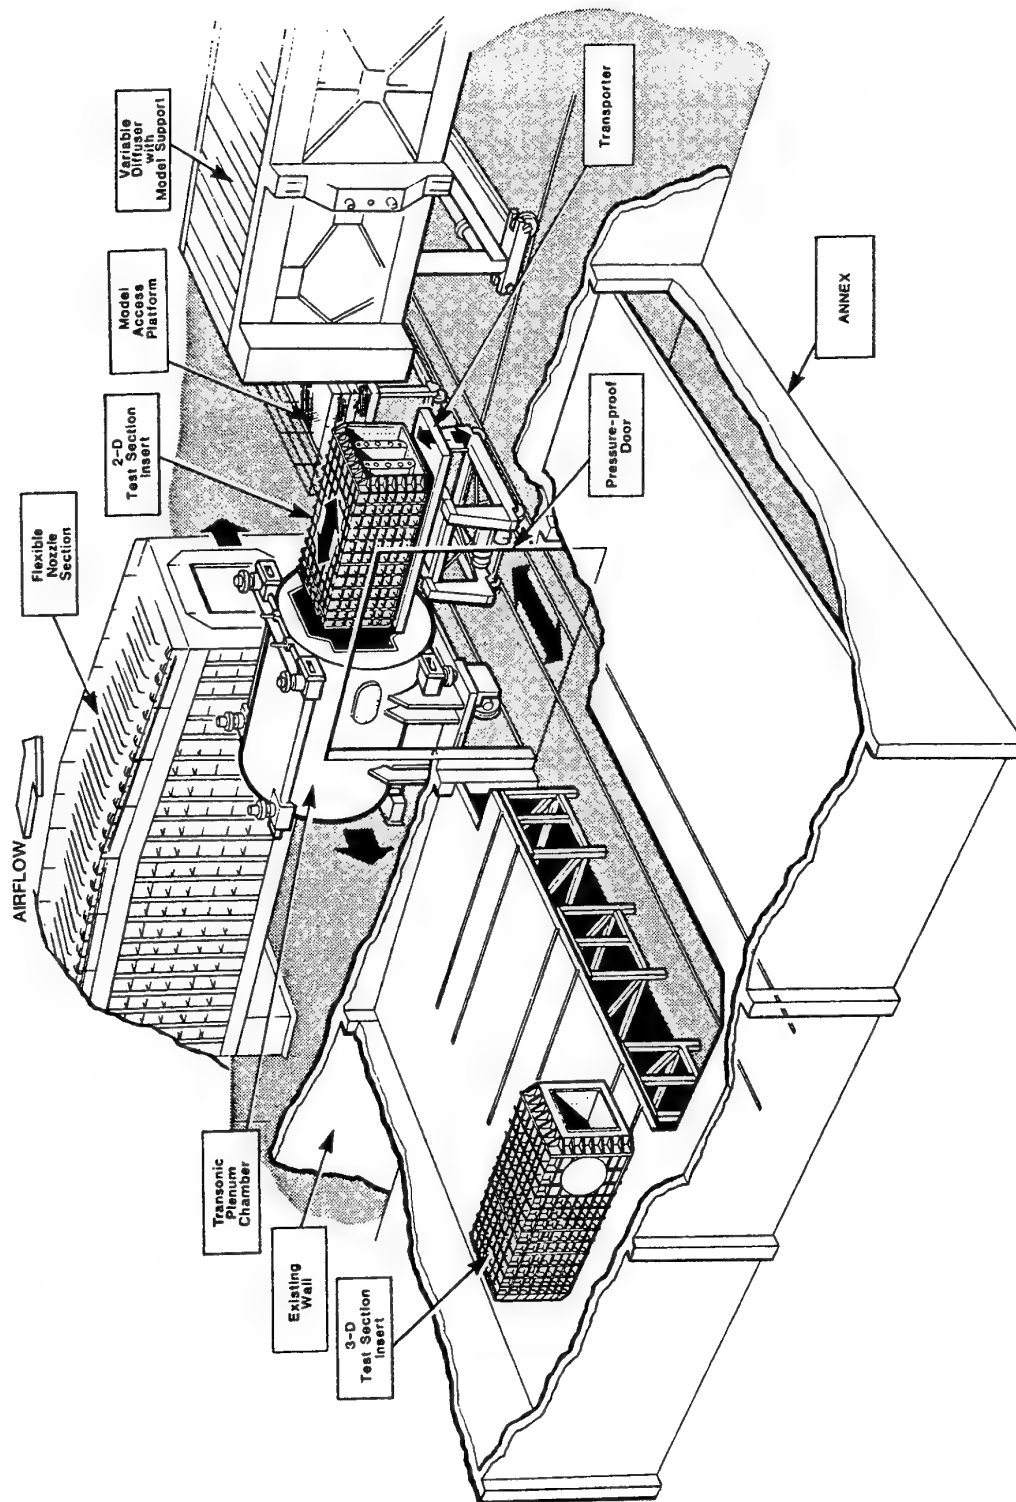 AIRFLOW
Flexible
Nozzle
Section
2-D
Test Section
Insert
Model
Access
Platform
Variable
Diffuser
with
Model Support
Transonic
Plenum
Chamber
Existing
Wall
3-D
Test Section
Insert
Pressure-proof
Door
Transporter
ANNEX